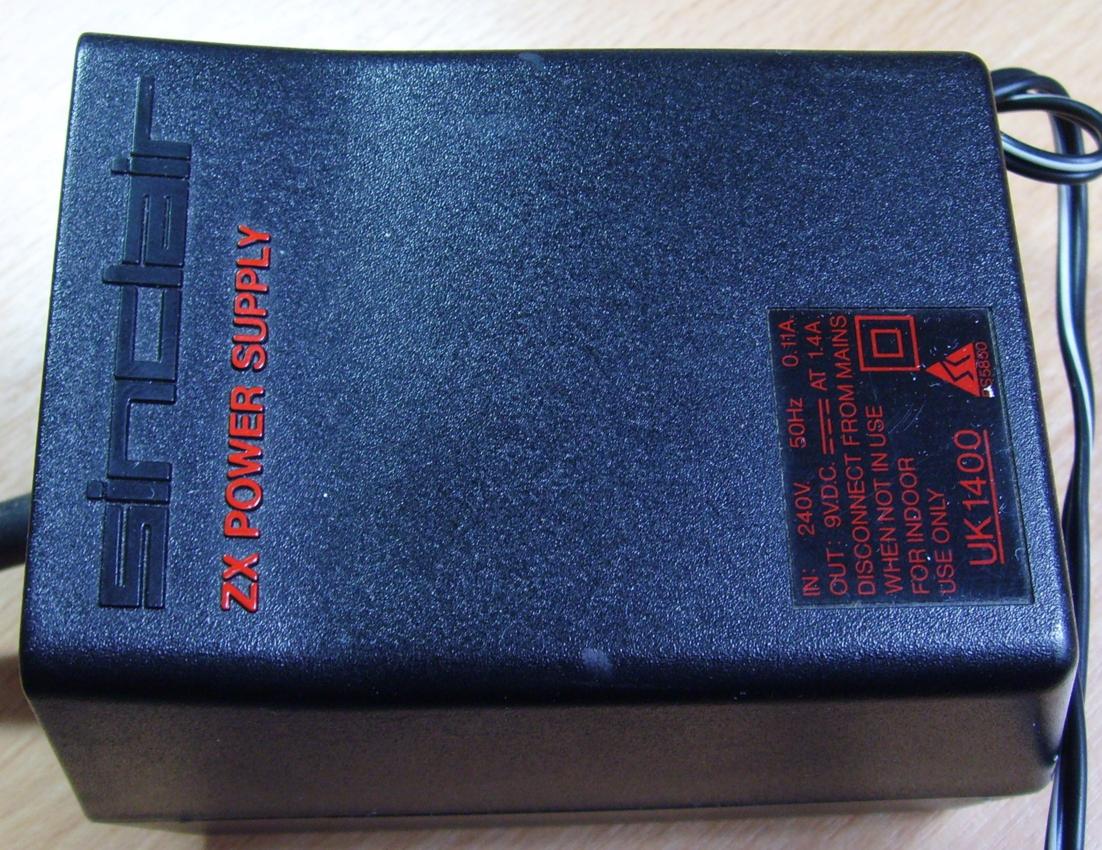 sinclair
ZX POWER SUPPLY
IN: 240V 50Hz 0.11A
OUT: 9V.D.C. AT 1.4A
DISCONNECT FROM MAINS
WHEN NOT IN USE
FOR INDOOR
USE ONLY
UK1400